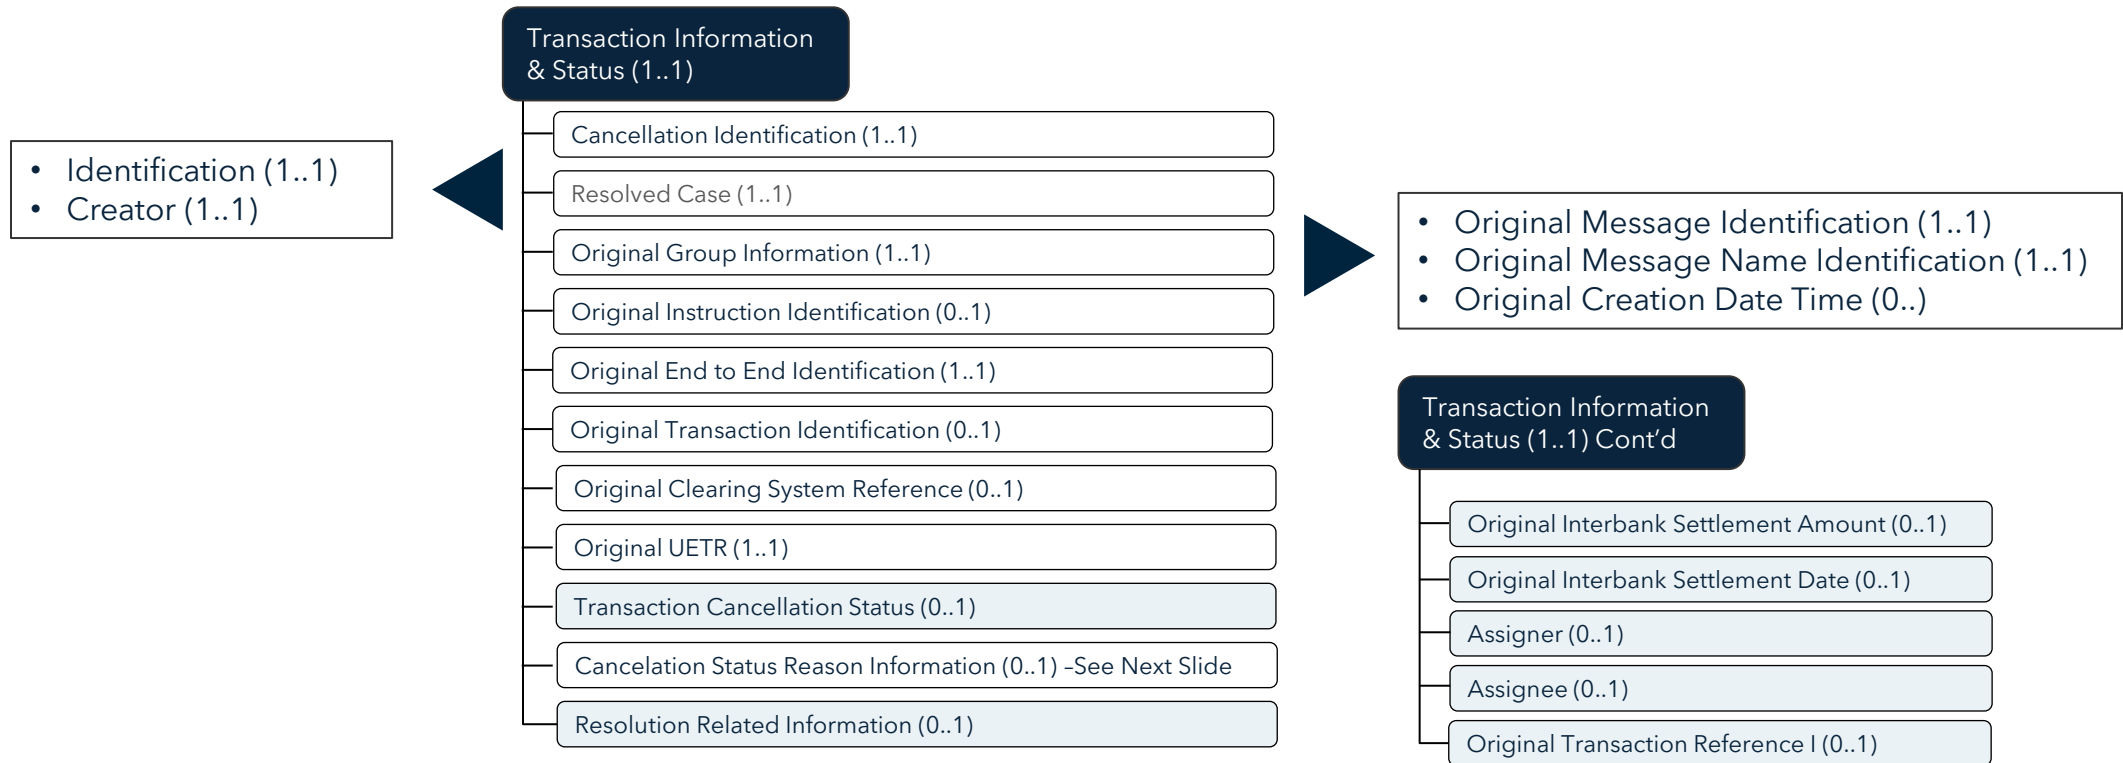 Transaction Information
& Status (1..1)
Cancellation Identification (1..1)
Resolved Case (1..1)
Original Group Information (1..1)
Original Instruction Identification (0..1)
Original End to End Identification (1..1)
Original Transaction Identification (0..1)
Original Clearing System Reference (0..1)
Original UETR (1..1)
Transaction Cancellation Status (0..1)
Cancelation Status Reason Information (0..1) –See Next Slide
Resolution Related Information (0..1)
• Identification (1..1)
• Creator (1..1)
• Original Message Identification (1..1)
• Original Message Name Identification (1..1)
• Original Creation Date Time (0..)
Transaction Information
& Status (1..1) Cont’d
Original Interbank Settlement Amount (0..1)
Original Interbank Settlement Date (0..1)
Assigner (0..1)
Assignee (0..1)
Original Transaction Reference I (0..1)